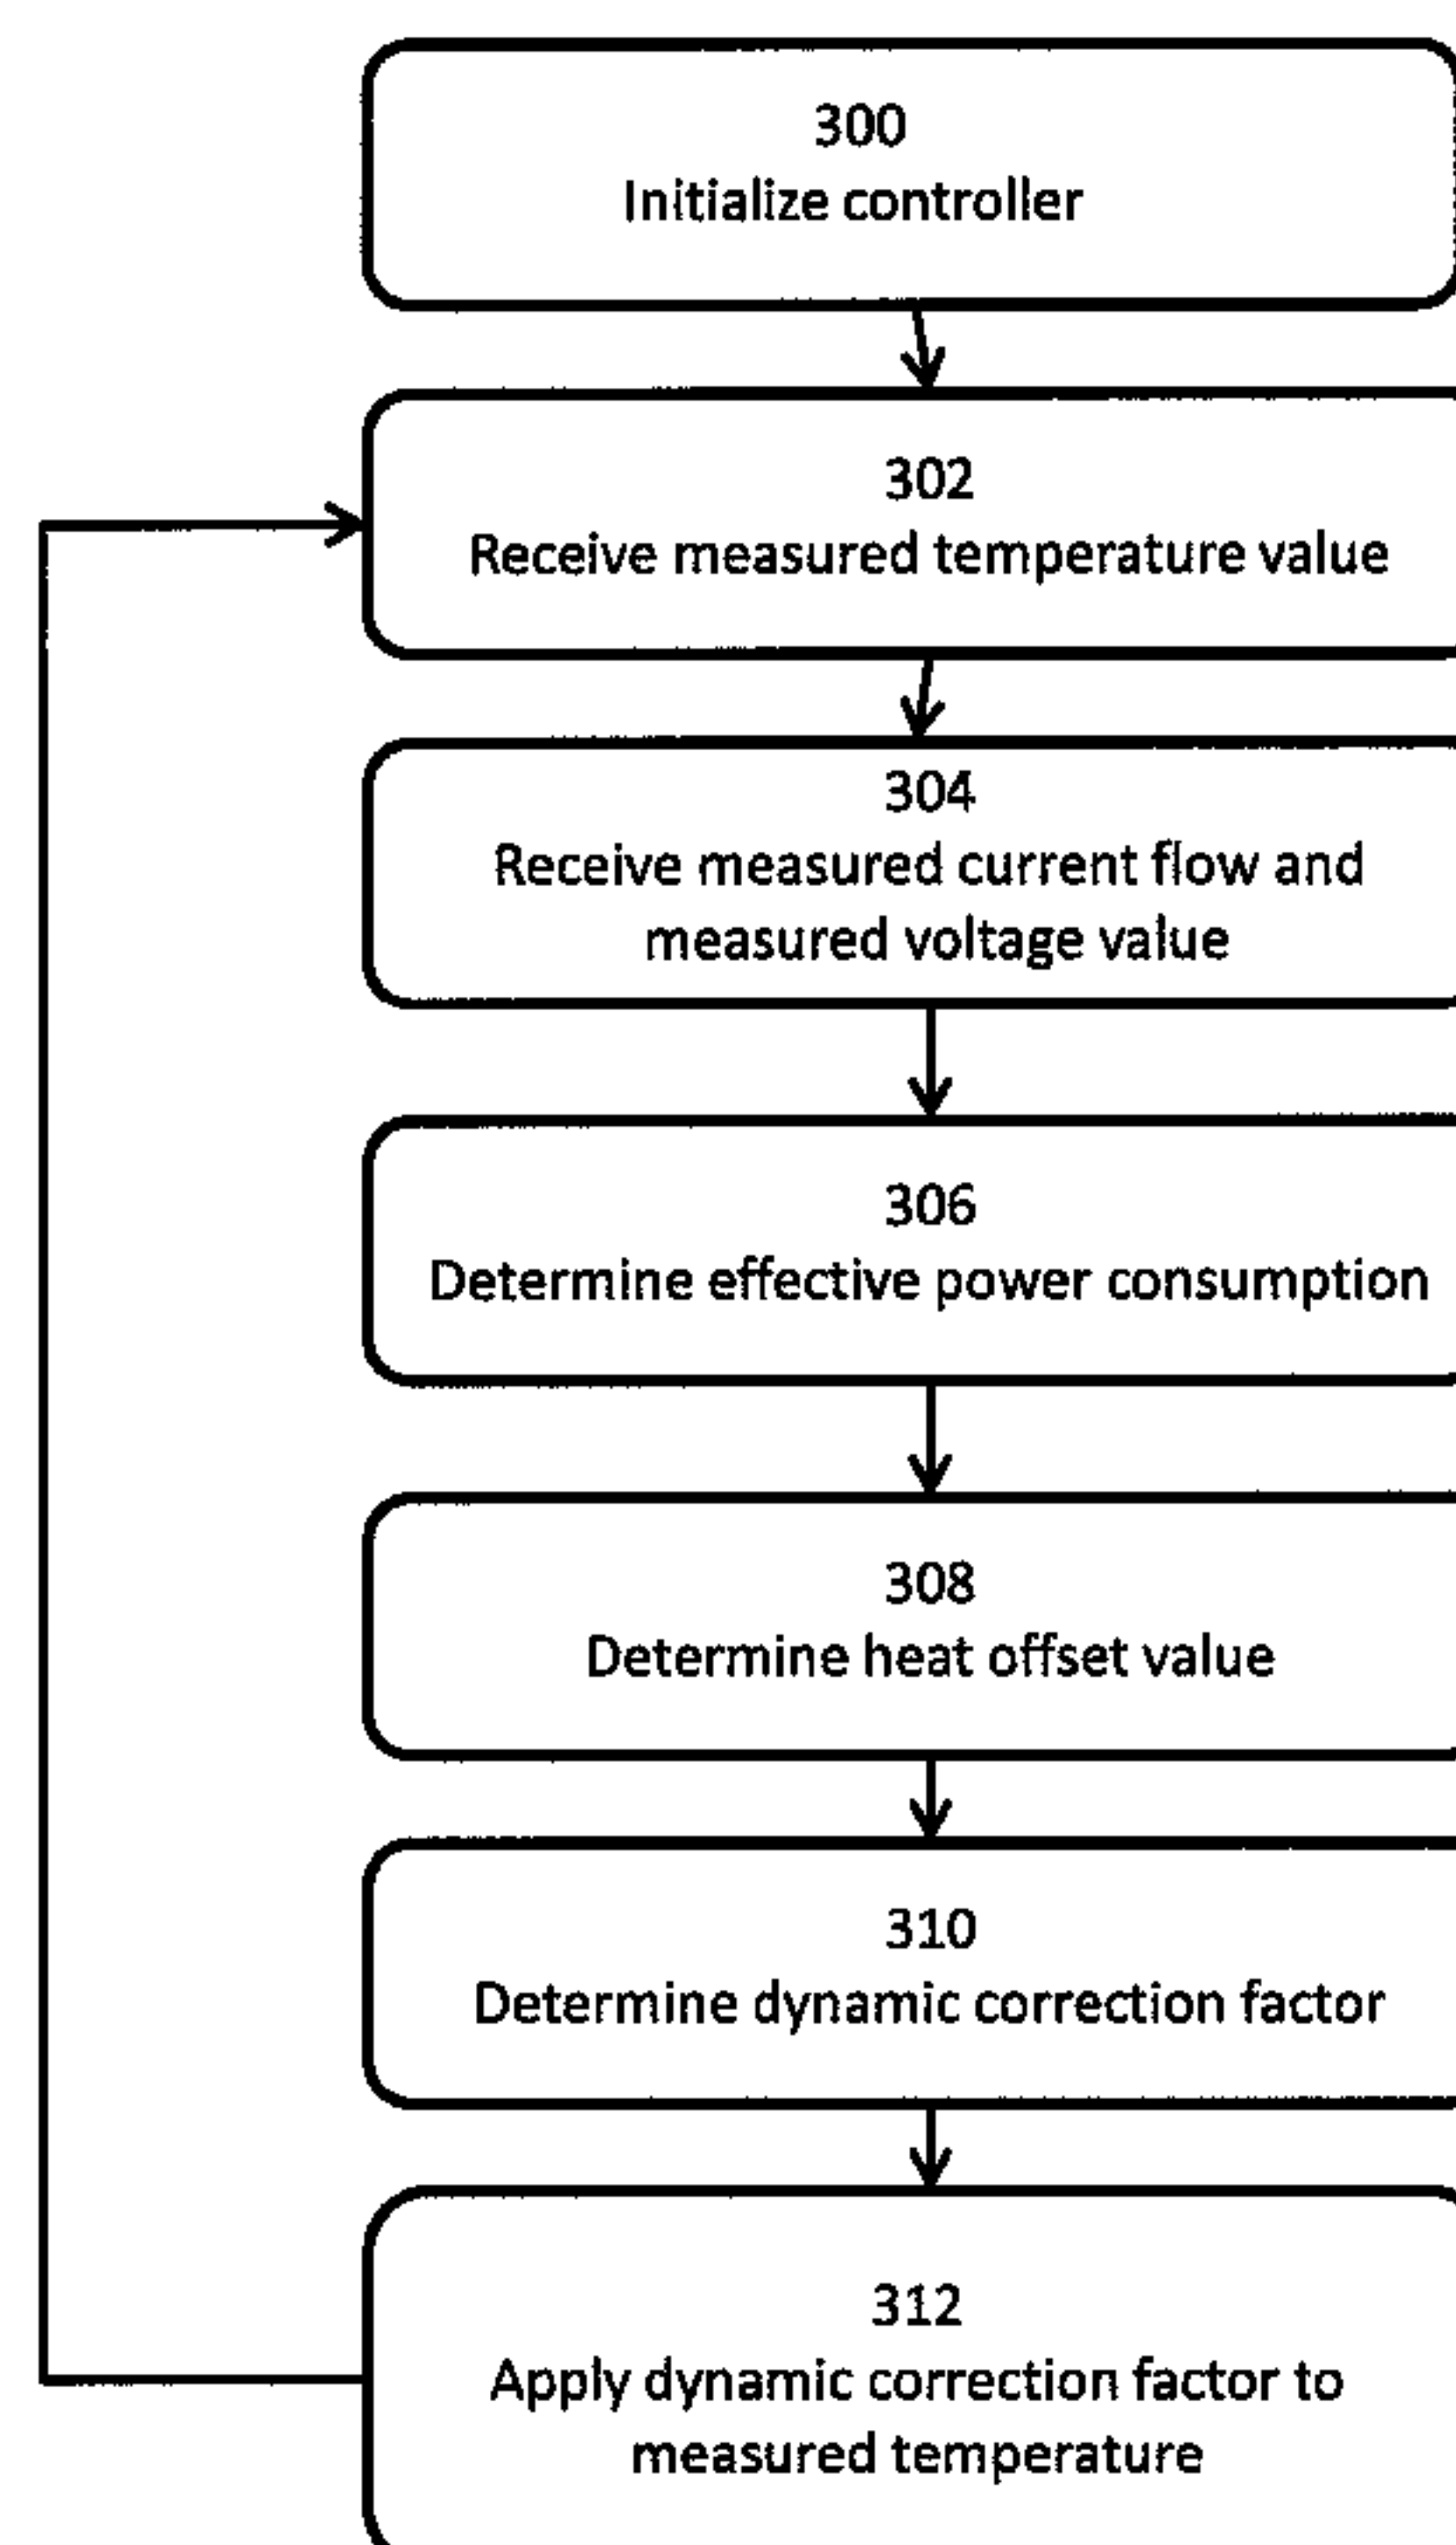 300
Initialize controller
302
Receive measured temperature value
304
Receive measured current flow and
measured voltage value
306
Determine effective power consumption
308
Determine heat offset value
310
Determine dynamic correction factor
312
Apply dynamic correction factor to
measured temperature